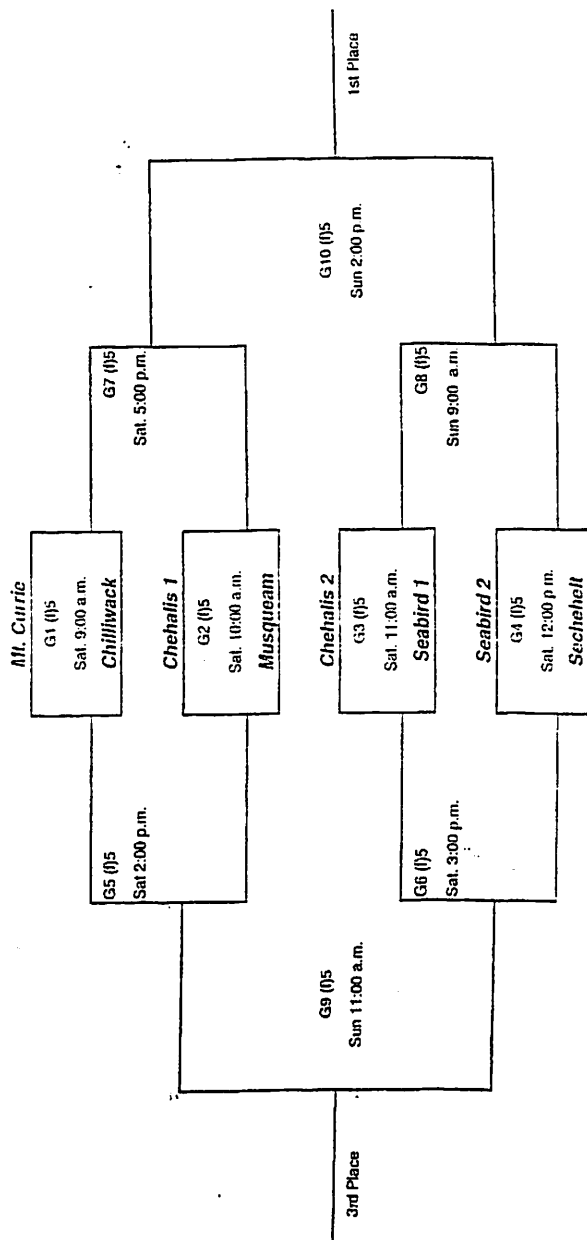 Mt. Currie
G1 (f)5
Sat. 9:00 a.m.
Chilliwack
G5 (f)5
Sat 2:00 p.m.
G7 (f)5
Sat. 5:00 p.m.
Chehalis 1
G2 (f)5
Sat. 10:00 a.m.
Musqueam
3rd Place
G9 (f)5
Sun 11:00 a.m.
G10 (f)5
Sun 2:00 p.m.
1st Place
Chehalis 2
G3 (f)5
Sat. 11:00 a.m.
Seabird 1
G6 (f)5
Sat. 3:00 p.m.
G8 (f)5
Sun 9:00 a.m.
Seabird 2
G4 (f)5
Sat. 12:00 p.m.
Sechehelt